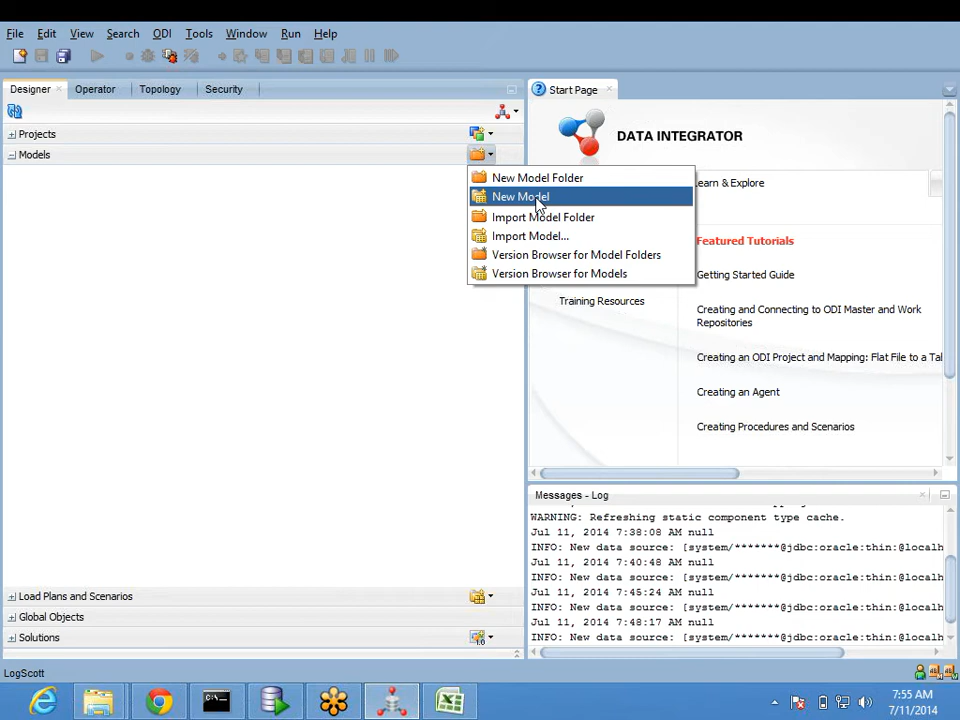 File Edit View Search ODI Tools Window Run Help
Designer Operator Topology Security
Start Page
Projects
Models
DATA INTEGRATOR
New Model Folder
New Model
Import Model Folder
Import Model...
Version Browser for Model Folders
Version Browser for Models
earn & Explore
Featured Tutorials
Getting Started Guide
Training Resources
Creating and Connecting to ODI Master and Work
Repositories
Creating an ODI Project and Mapping: Flat File to a Tal
Creating an Agent
Creating Procedures and Scenarios
Messages - Log
WARNING: Refreshing static component type cache.
Jul 11, 2014 7:38:08 AM null
INFO: New data source: [system/*******@jdbc:oracle:thin:@localh
Jul 11, 2014 7:40:48 AM null
INFO: New data source: [system/*******@jdbc:oracle:thin:@localh
Jul 11, 2014 7:45:24 AM null
INFO: New data source: [system/*******@jdbc:oracle:thin:@localh
Jul 11, 2014 7:48:17 AM null
INFO: New data source: [system/*******@jdbc:oracle:thin:@localh
Load Plans and Scenarios
Global Objects
Solutions
LogScott
7:55 AM
7/11/2014